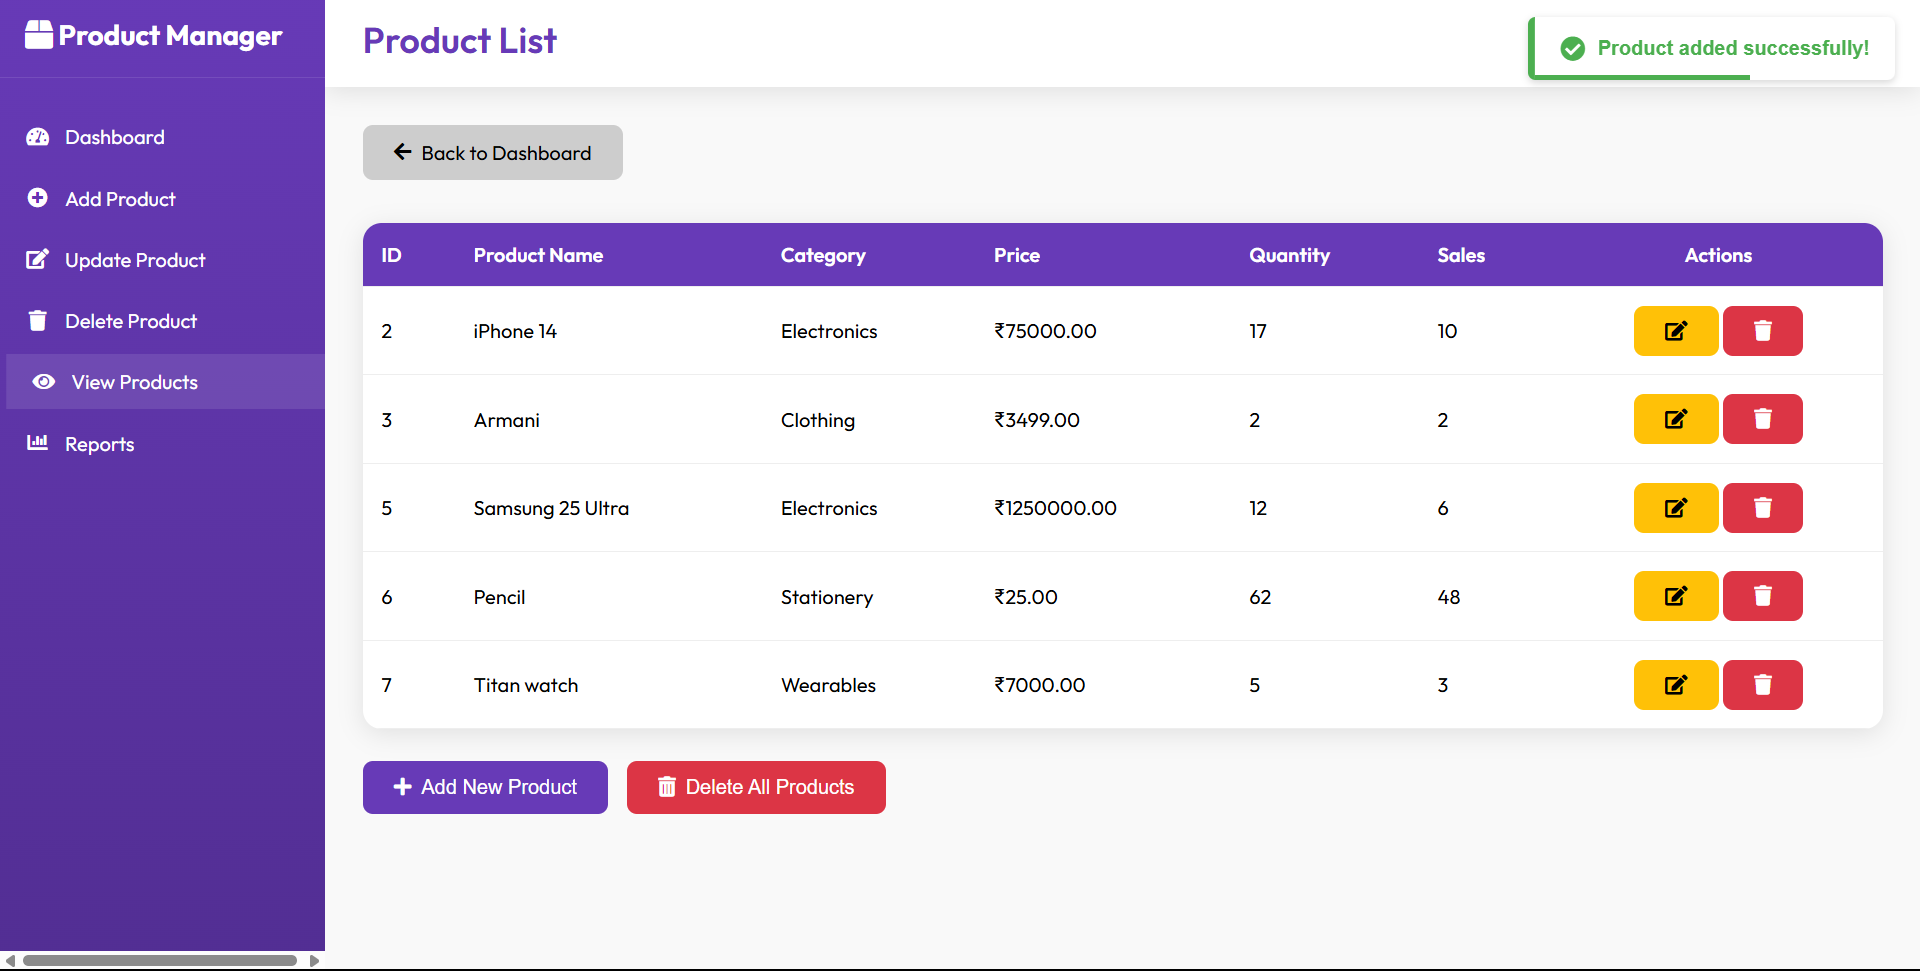 Product Manager
Product List
Product added successfully!
Dashboard
Add Product
Update Product
Delete Product
View Products
Reports
Back to Dashboard
ID Product Name Category Price Quantity Sales Actions
2 iPhone 14 Electronics ₹75000.00 17 10
3 Armani Clothing ₹3499.00 2 2
5 Samsung 25 Ultra Electronics ₹1250000.00 12 6
6 Pencil Stationery ₹25.00 62 48
7 Titan watch Wearables ₹7000.00 5 3
Add New Product Delete All Products